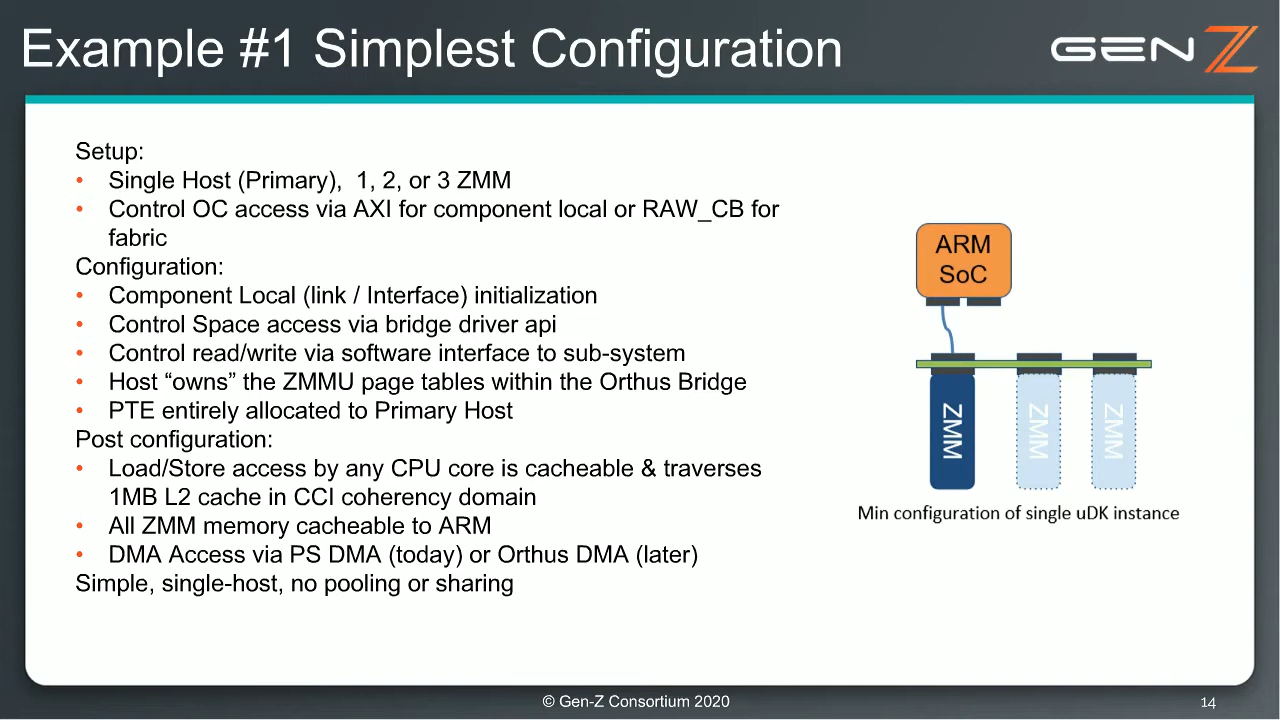 Example #1 Simplest Configuration
GEN Z
Setup:
• Single Host (Primary),  1, 2, or 3 ZMM
• Control OC access via AXI for component local or RAW_CB for
fabric
Configuration:
• Component Local (link / Interface) initialization
• Control Space access via bridge driver api
• Control read/write via software interface to sub-system
• Host “owns” the ZMMU page tables within the Orthus Bridge
• PTE entirely allocated to Primary Host
Post configuration:
• Load/Store access by any CPU core is cacheable & traverses
1MB L2 cache in CCI coherency domain
• All ZMM memory cacheable to ARM
• DMA Access via PS DMA (today) or Orthus DMA (later)
Simple, single-host, no pooling or sharing
ARM
SoC
ZMM
ZMM
ZMM
Min configuration of single uDK instance
© Gen-Z Consortium 2020
14